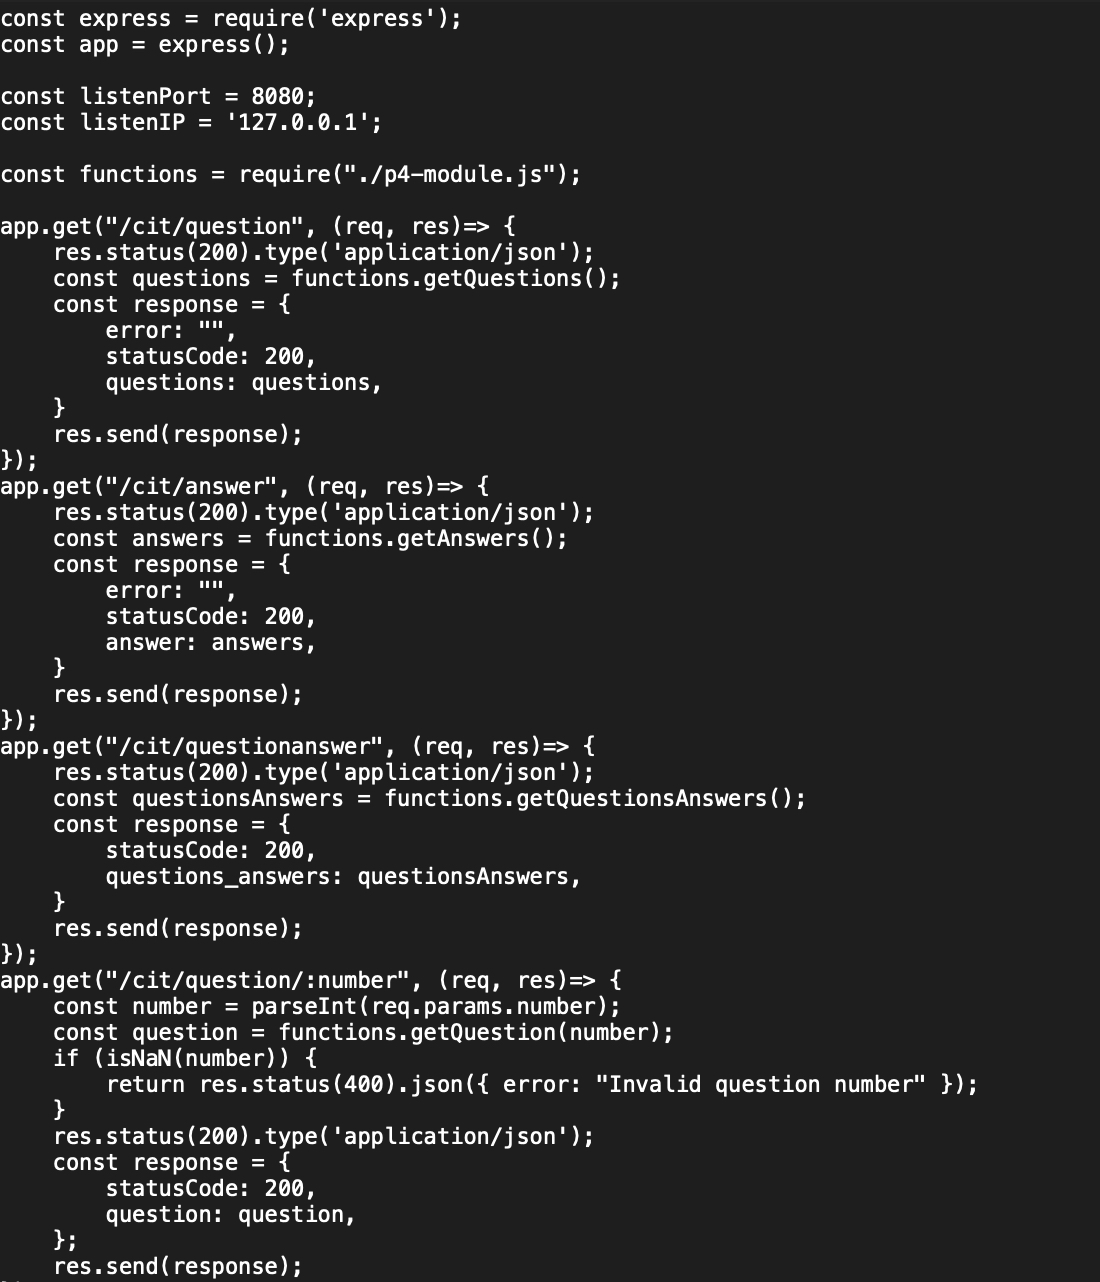 const express = require('express');
const app = express();

const listenPort = 8080;
const listenIP = '127.0.0.1';

const functions = require("./p4-module.js");

app.get("/cit/question", (req, res)=> {
    res.status(200).type('application/json');
    const questions = functions.getQuestions();
    const response = {
        error: "",
        statusCode: 200,
        questions: questions,
    }
    res.send(response);
});
app.get("/cit/answer", (req, res)=> {
    res.status(200).type('application/json');
    const answers = functions.getAnswers();
    const response = {
        error: "",
        statusCode: 200,
        answer: answers,
    }
    res.send(response);
});
app.get("/cit/questionanswer", (req, res)=> {
    res.status(200).type('application/json');
    const questionsAnswers = functions.getQuestionsAnswers();
    const response = {
        statusCode: 200,
        questions_answers: questionsAnswers,
    }
    res.send(response);
});
app.get("/cit/question/:number", (req, res)=> {
    const number = parseInt(req.params.number);
    const question = functions.getQuestion(number);
    if (isNaN(number)) {
        return res.status(400).json({ error: "Invalid question number" });
    }
    res.status(200).type('application/json');
    const response = {
        statusCode: 200,
        question: question,
    };
    res.send(response);